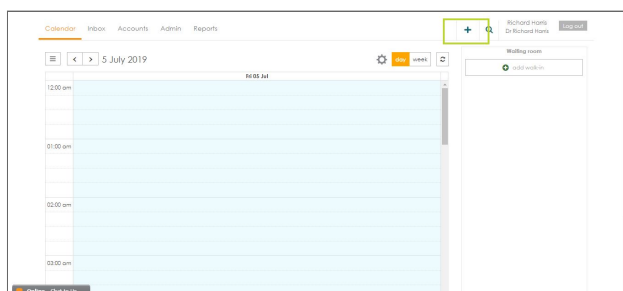 Calendar Inbox Accounts Admin Reports
Richard Harris
Dr Richard Harris
Log out
5 July 2019
day week
Waiting room
add walk-in
Fri 05 Jul
12:00 am
01:00 am
02:00 am
03:00 am